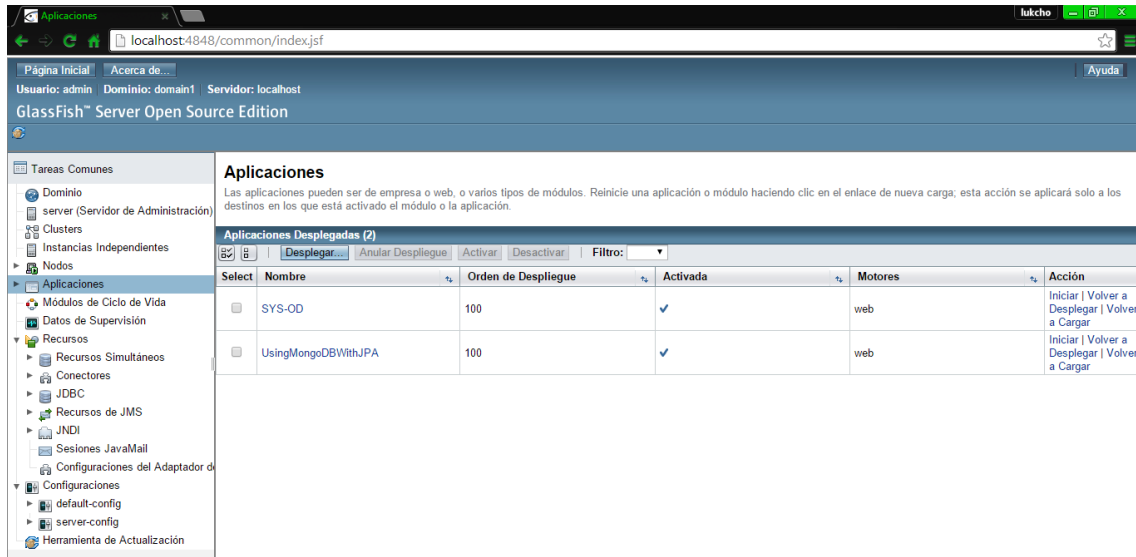 Aplicaciones
lukcho
localhost:4848/common/index.jsf
Página Inicial Acerca de... Ayuda
Usuario: admin Dominio: domain1 Servidor: localhost
GlassFish™ Server Open Source Edition
Tareas Comunes
Dominio
server (Servidor de Administración)
Clusters
Instancias Independientes
Nodos
Aplicaciones
Módulos de Ciclo de Vida
Datos de Supervisión
Recursos
Recursos Simultáneos
Conectores
JDBC
Recursos de JMS
JNDI
Sesiones JavaMail
Configuraciones del Adaptador de
Configuraciones
default-config
server-config
Herramienta de Actualización
Aplicaciones
Las aplicaciones pueden ser de empresa o web, o varios tipos de módulos. Reinicie una aplicación o módulo haciendo clic en el enlace de nueva carga; esta acción se aplicará solo a los
destinos en los que está activado el módulo o la aplicación.
Aplicaciones Desplegadas (2)
Desplegar... Anular Despliegue Activar Desactivar Filtro:
Select Nombre Orden de Despliegue Activada Motores Acción
SYS-OD 100 web Iniciar | Volver a
Desplegar | Volver
a Cargar
UsingMongoDBWithJPA 100 web Iniciar | Volver a
Desplegar | Volver
a Cargar